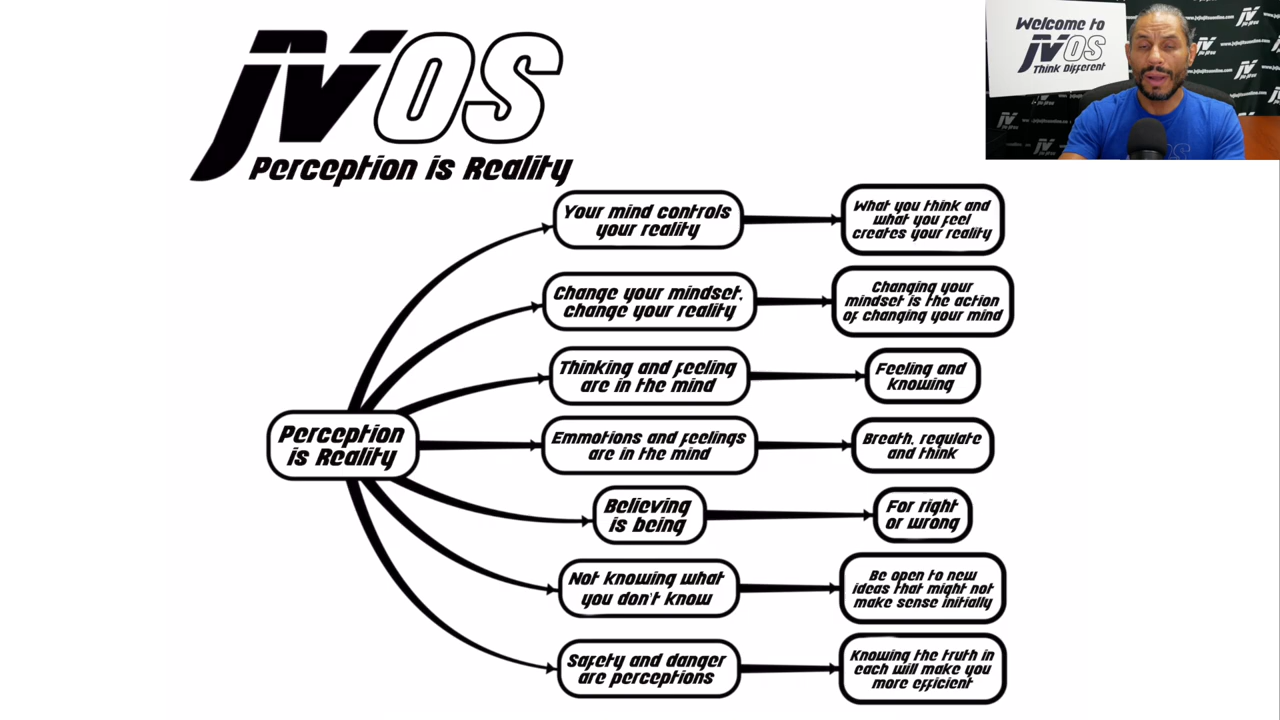 JVOS
Perception is Reality
Welcome to
JVOS
Think Different
Your mind controls
your reality
What you think and
what you feel
creates your reality
Change your mindset,
change your reality
Changing your
mindset is the action
of changing your mind
Thinking and feeling
are in the mind
Feeling and
knowing
Perception
is Reality
Emmotions and feelings
are in the mind
Breath, regulate
and think
Believing
is being
For right
or wrong
Not knowing what
you don't know
Be open to new
ideas that might not
make sense initially
Safety and danger
are perceptions
Knowing the truth in
each will make you
more efficient